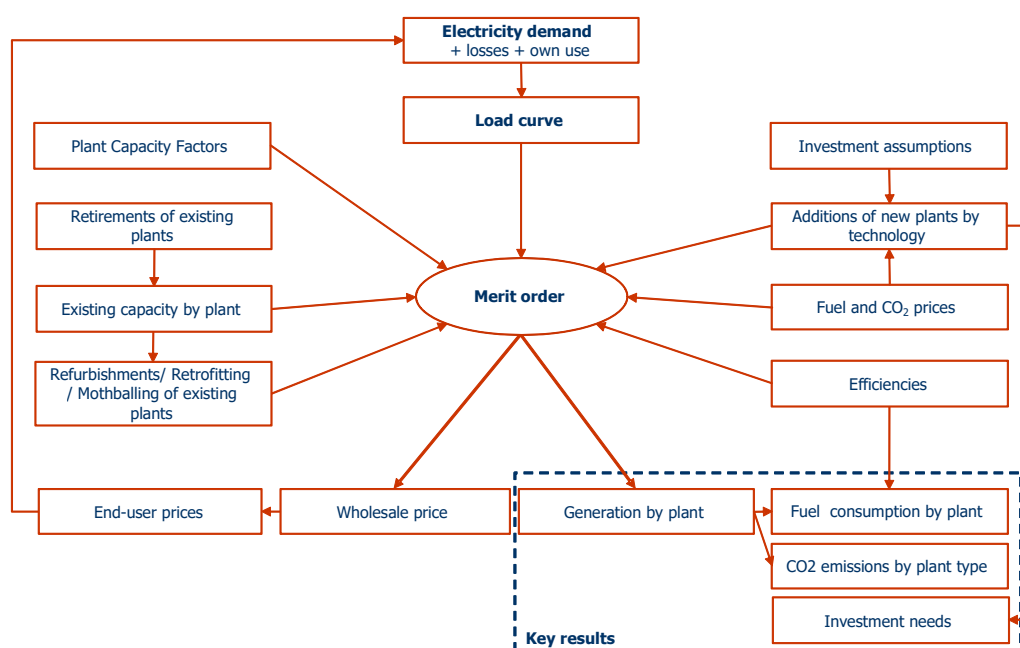 Electricity demand
+ losses + own use
Load curve
Plant Capacity Factors
Investment assumptions
Retirements of existing
plants
Additions of new plants by
technology
Existing capacity by plant
Merit order
Fuel and CO₂ prices
Refurbishments/ Retrofitting
/ Mothballing of existing
plants
Efficiencies
End-user prices
Wholesale price
Generation by plant
Fuel  consumption by plant
CO2 emissions by plant type
Investment needs
Key results